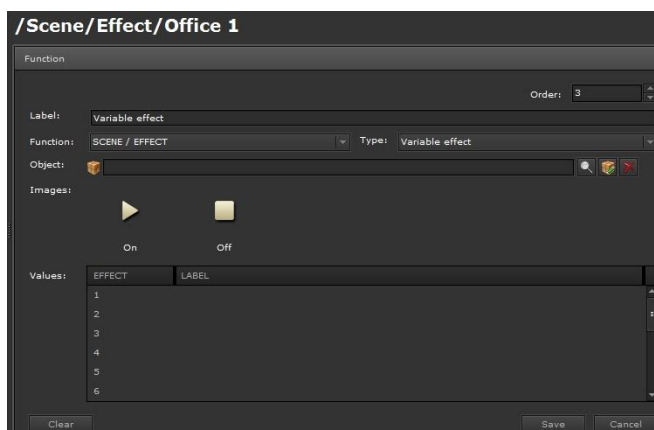 /Scene/Effect/Office 1
Function
Order: 3
Label: Variable effect
Function: SCENE / EFFECT Type: Variable effect
Object:
Images:
On Off
Values: EFFECT LABEL
1
2
3
4
5
6
Clear Save Cancel